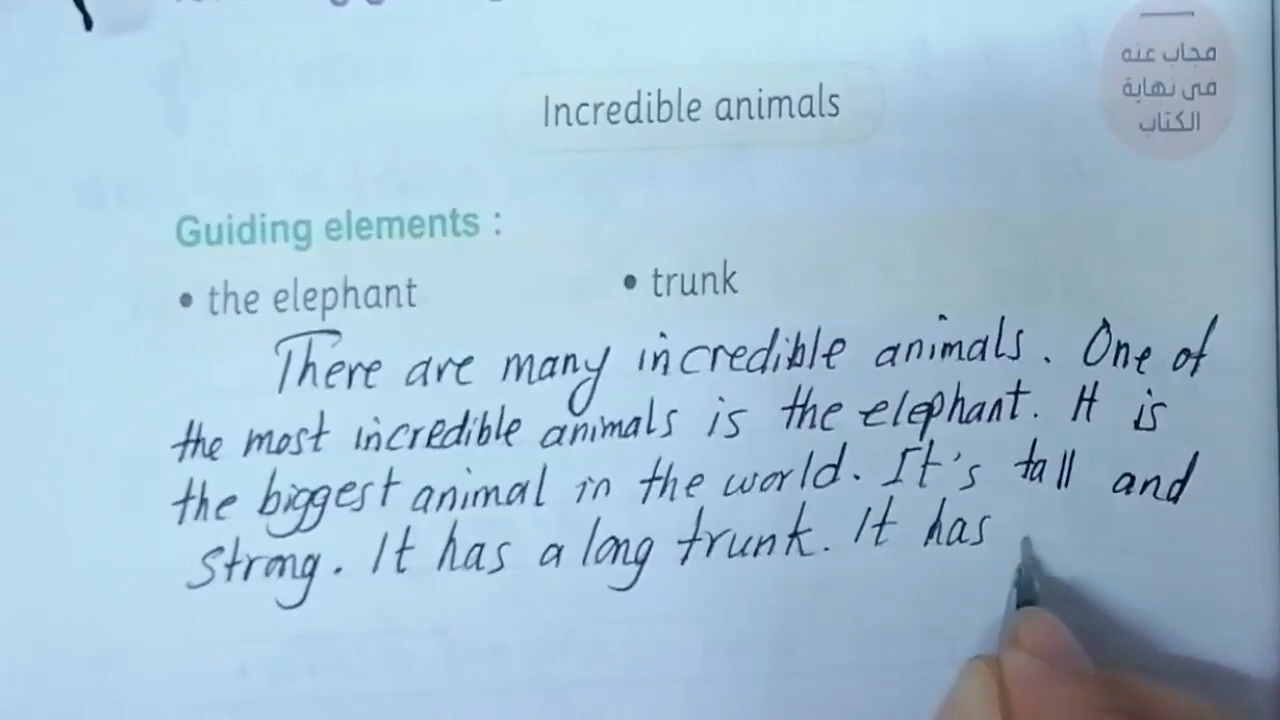 مجاب عنه
فى نهاية
الكتاب
Incredible animals
Guiding elements :
• the elephant • trunk
There are many incredible animals. One of
the most incredible animals is the elephant. It is
the biggest animal in the world. It's tall and
strong. It has a long trunk. It has